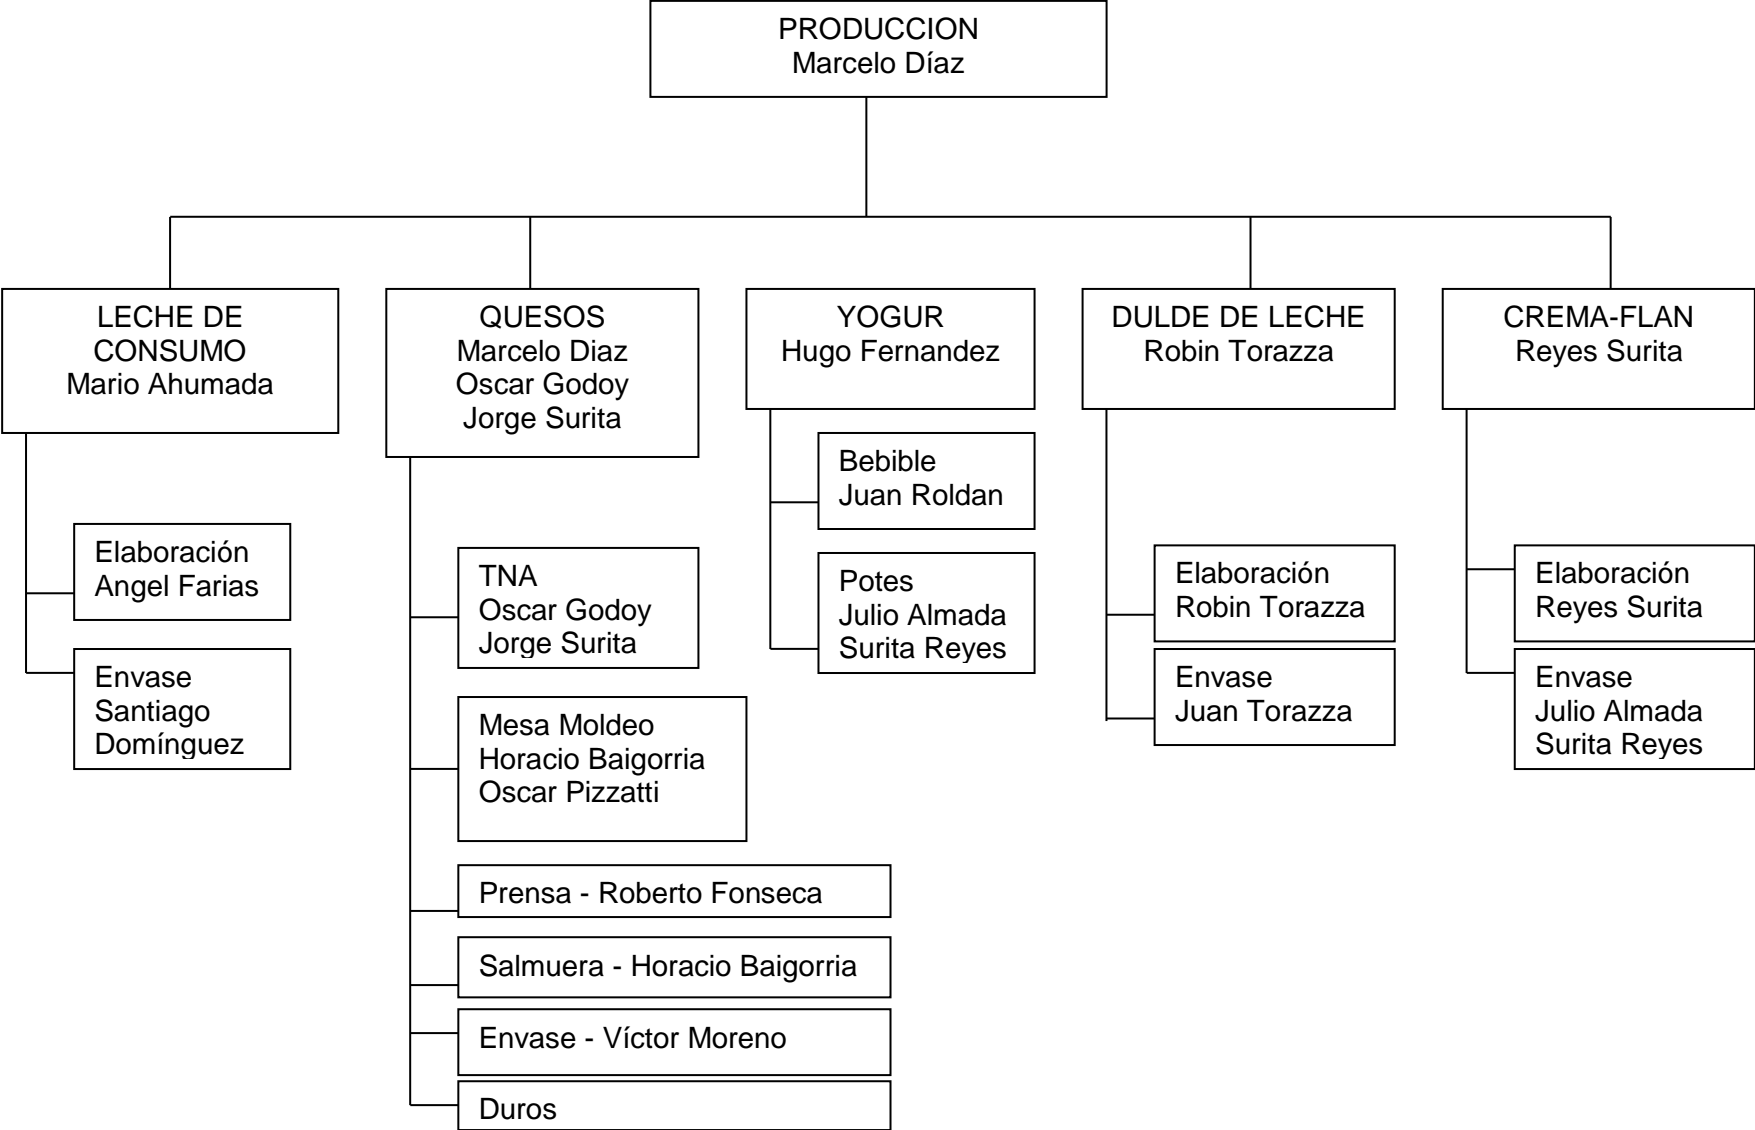 PRODUCCION
Marcelo Díaz
LECHE DE
CONSUMO
Mario Ahumada
QUESOS
Marcelo Diaz
Oscar Godoy
Jorge Surita
YOGUR
Hugo Fernandez
DULDE DE LECHE
Robin Torazza
CREMA-FLAN
Reyes Surita
Elaboración
Angel Farias
Envase
Santiago
Domínguez
TNA
Oscar Godoy
Jorge Surita
Mesa Moldeo
Horacio Baigorria
Oscar Pizzatti
Prensa - Roberto Fonseca
Salmuera - Horacio Baigorria
Envase - Víctor Moreno
Duros
Bebible
Juan Roldan
Potes
Julio Almada
Surita Reyes
Elaboración
Robin Torazza
Envase
Juan Torazza
Elaboración
Reyes Surita
Envase
Julio Almada
Surita Reyes